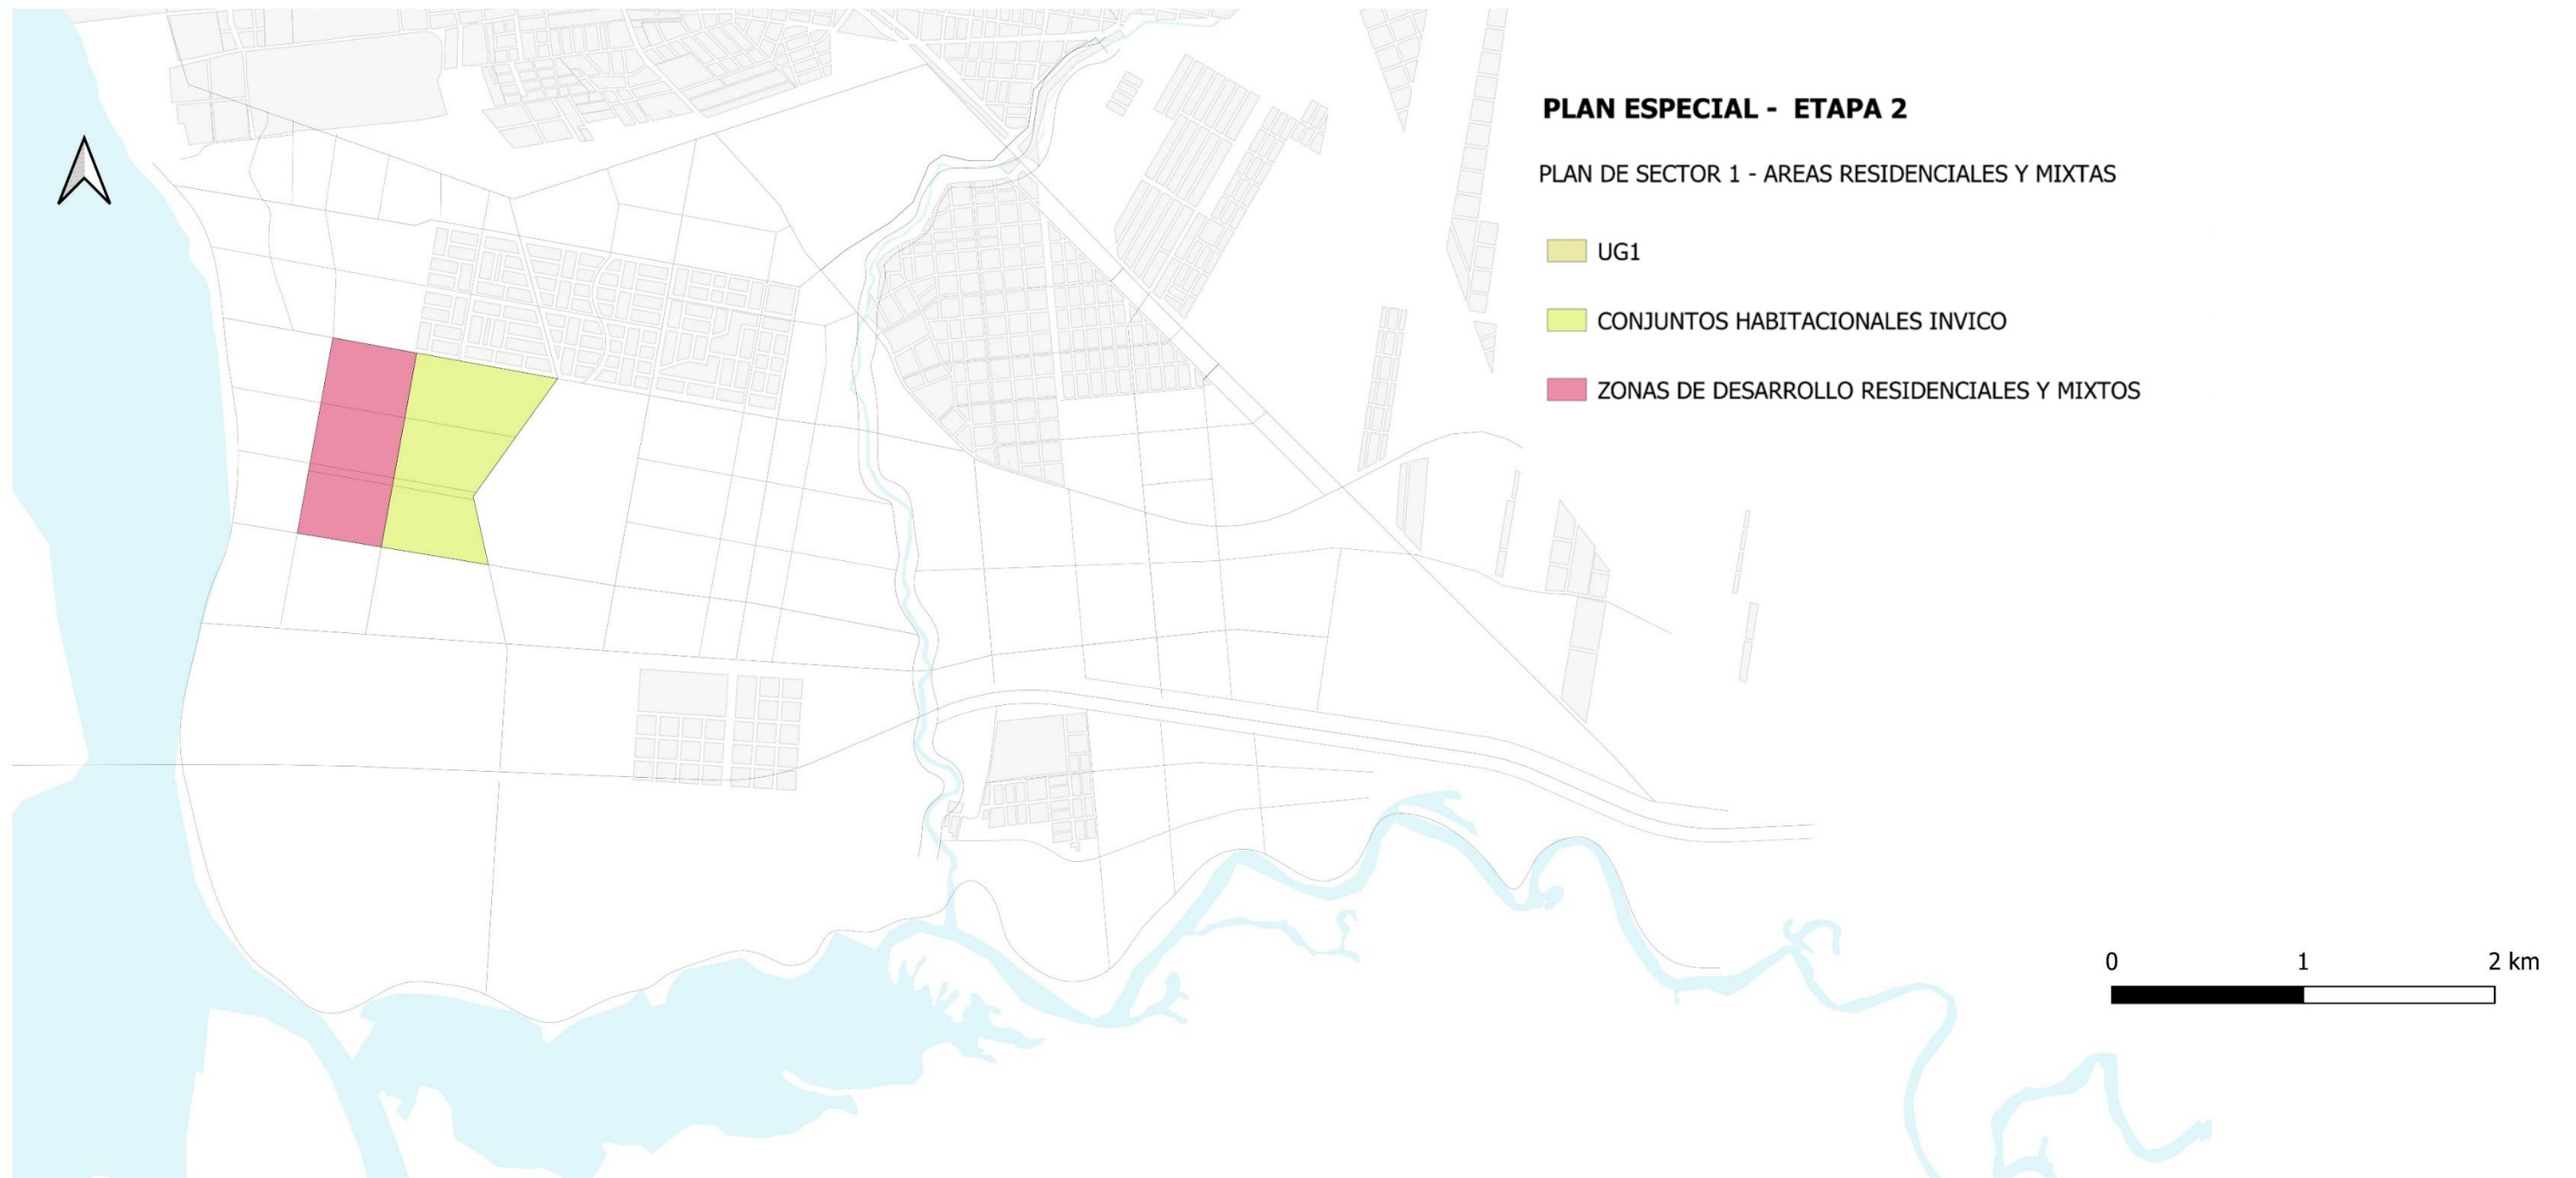 PLAN ESPECIAL - ETAPA 2
PLAN DE SECTOR 1 - AREAS RESIDENCIALES Y MIXTAS
UG1
CONJUNTOS HABITACIONALES INVICO
ZONAS DE DESARROLLO RESIDENCIALES Y MIXTOS
0 1 2 km